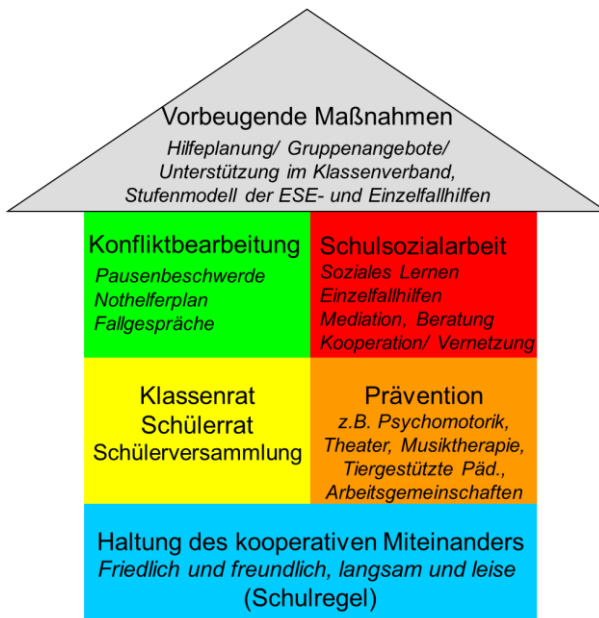 Vorbeugende Maßnahmen
Hilfeplanung/ Gruppenangebote/
Unterstützung im Klassenverband,
Stufenmodell der ESE- und Einzelfallhilfen
Konfliktbearbeitung
Pausenbeschwerde
Nothelferplan
Fallgespräche
Schulsozialarbeit
Soziales Lernen
Einzelfallhilfen
Mediation, Beratung
Kooperation/ Vernetzung
Klassenrat
Schülerrat
Schülerversammlung
Prävention
z.B. Psychomotorik,
Theater, Musiktherapie,
Tiergestützte Päd.,
Arbeitsgemeinschaften
Haltung des kooperativen Miteinanders
Friedlich und freundlich, langsam und leise
(Schulregel)